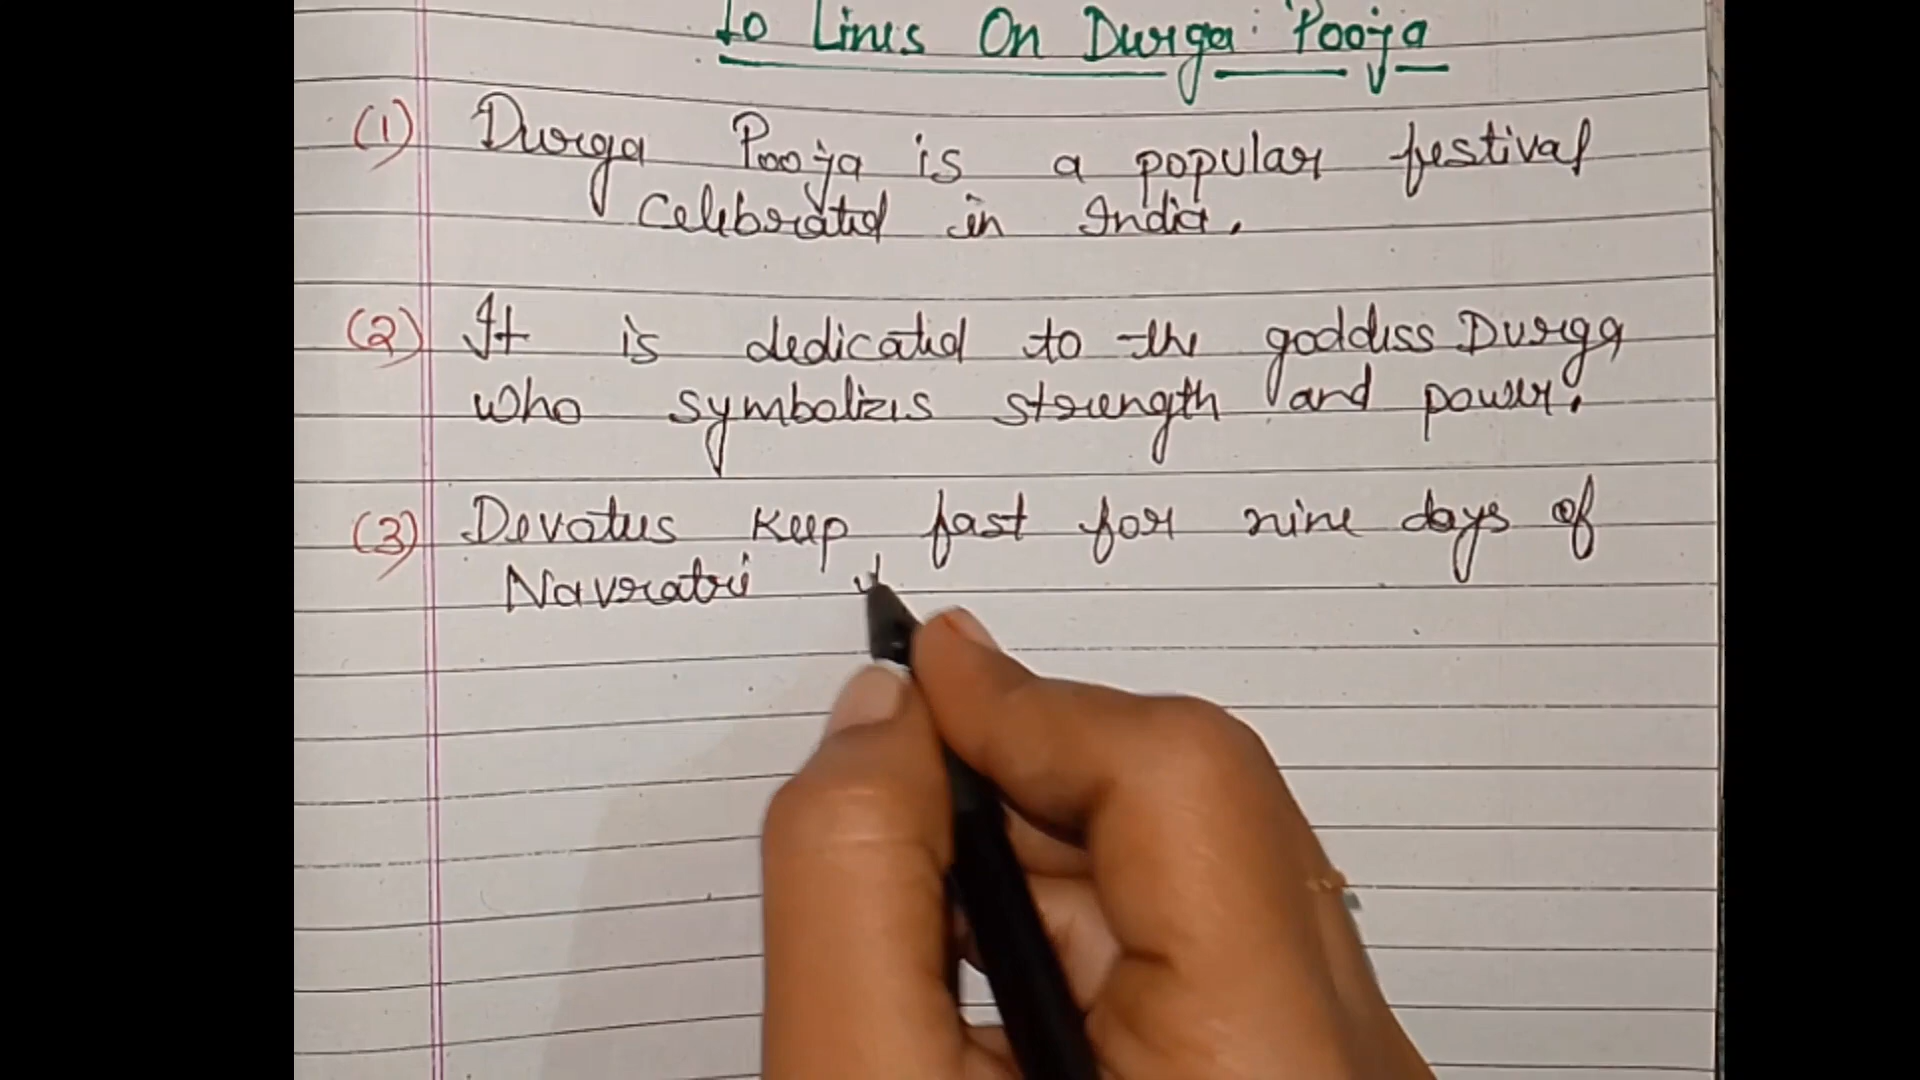 10 Lines On Durga Pooja
(1) Durga Pooja is a popular festival
celebrated in India.
(2) It is dedicated to the goddess Durga
who symbolizes strength and power.
(3) Devotees keep fast for nine days of
Navratri